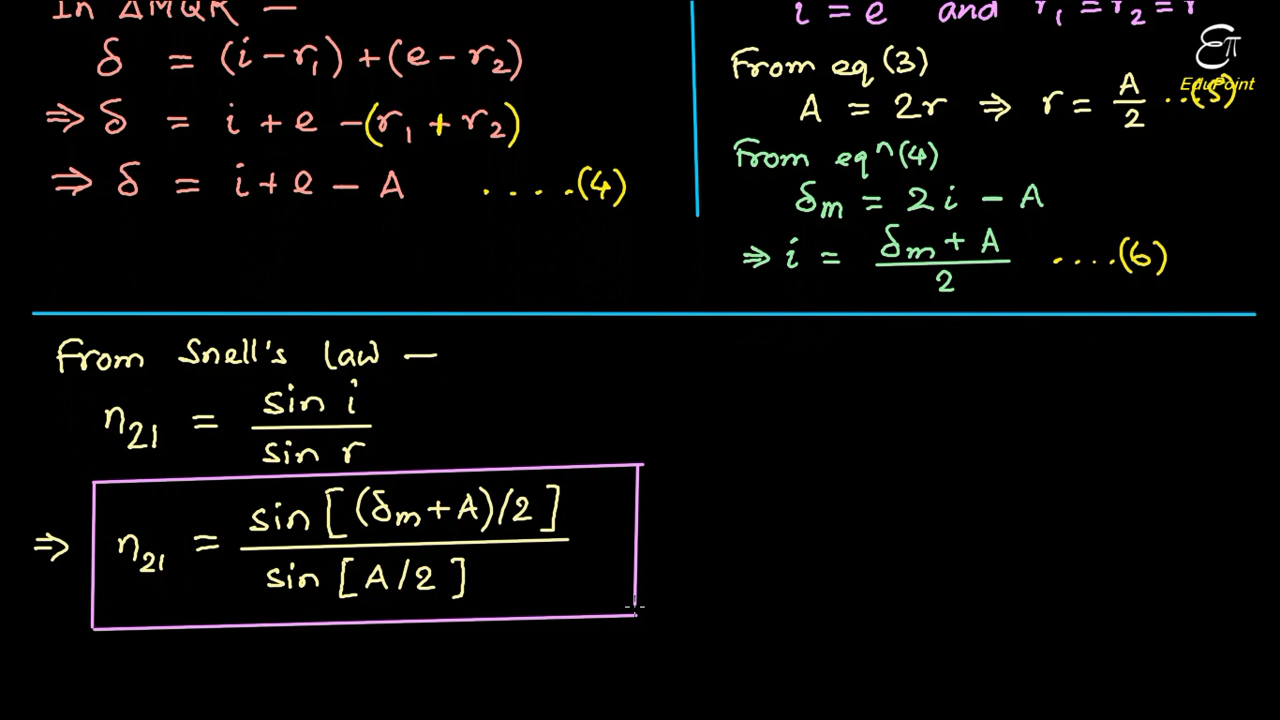 In ΔMQR —
δ = (i-r₁) + (e-r₂)
⇒ δ = i + e -(r₁ + r₂)
⇒ δ = i + e - A .....(4)
i = e and r₁ = r₂ = r
From eq (3)
A = 2r ⇒ r = A/2 ..(5)
From eqⁿ(4)
δₘ = 2i - A
⇒ i = (δₘ + A)/2 ....(6)
EduPoint
From Snell's law —
n₂₁ = sin i / sin r
⇒ n₂₁ = sin[(δₘ+A)/2] / sin[A/2]